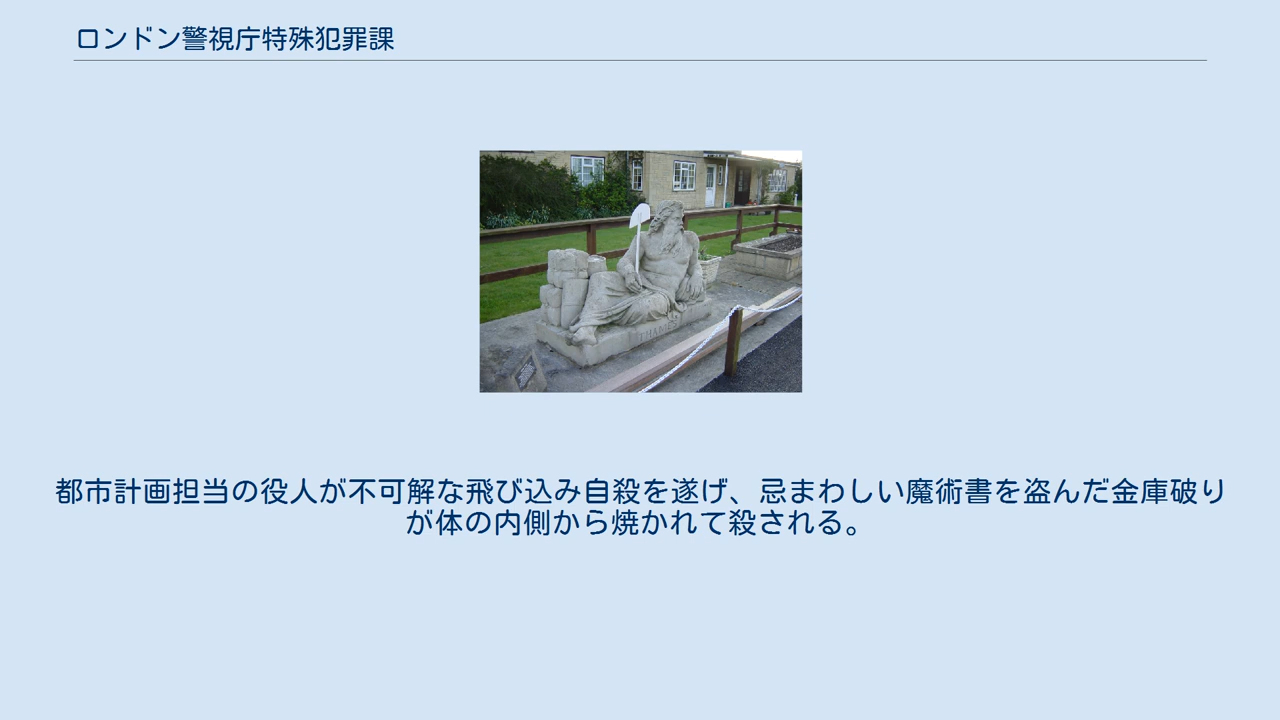 ロンドン警視庁特殊犯罪課
THAMES
都市計画担当の役人が不可解な飛び込み自殺を遂げ、忌まわしい魔術書を盗んだ金庫破り
が体の内側から焼かれて殺される。